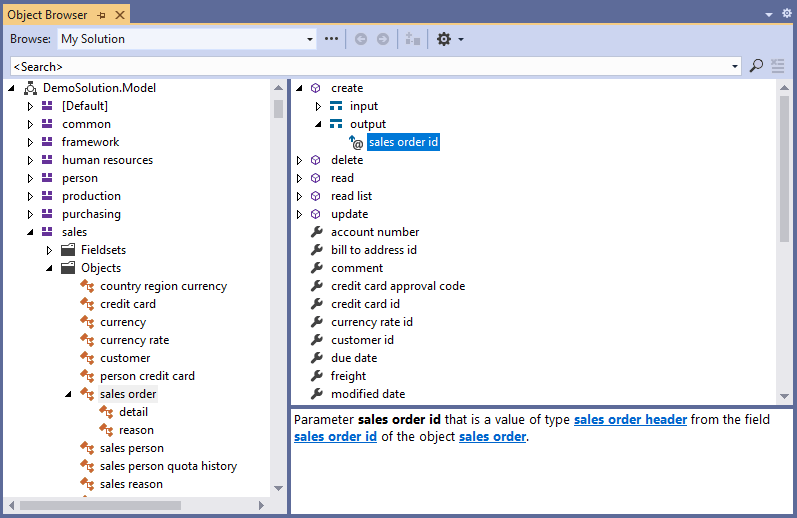 Object Browser
Browse: My Solution
<Search>
DemoSolution.Model
[Default]
common
framework
human resources
person
production
purchasing
sales
Fieldsets
Objects
country region currency
credit card
currency
currency rate
customer
person credit card
sales order
detail
reason
sales person
sales person quota history
sales reason
create
input
output
sales order id
delete
read
read list
update
account number
bill to address id
comment
credit card approval code
credit card id
currency rate id
customer id
due date
freight
modified date
Parameter sales order id that is a value of type sales order header from the field
sales order id of the object sales order.